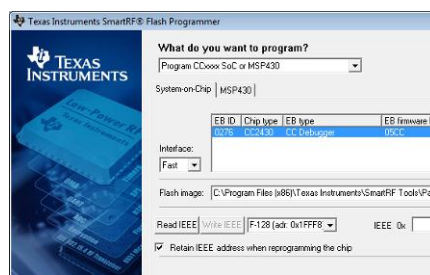 Texas Instruments SmartRF® Flash Programmer
TEXAS
INSTRUMENTS
What do you want to program?
Program CCxxxx SoC or MSP430
System-on-Chip MSP430
EB ID Chip type EB type EB firmware
0276 CC2430 CC Debugger 05CC
Interface:
Fast
Flash image: C:\Program Files (x86)\Texas Instruments\SmartRF Tools\
Read IEEE Write IEEE F-128 (adr: 0x1FFF8 IEEE 0x
Retain IEEE address when reprogramming the chip
Low-Power RF
Texas Instruments